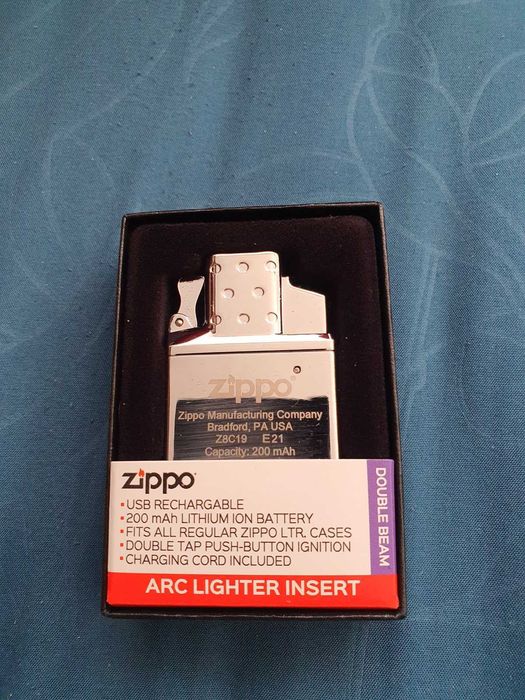 zippo
Zippo Manufacturing Company
Bradford, PA USA
Z8C19 E21
Capacity: 200 mAh
zippo
• USB RECHARGABLE
• 200 mAh LITHIUM ION BATTERY
• FITS ALL REGULAR ZIPPO LTR. CASES
• DOUBLE TAP PUSH-BUTTON IGNITION
• CHARGING CORD INCLUDED
DOUBLE BEAM
ARC LIGHTER INSERT